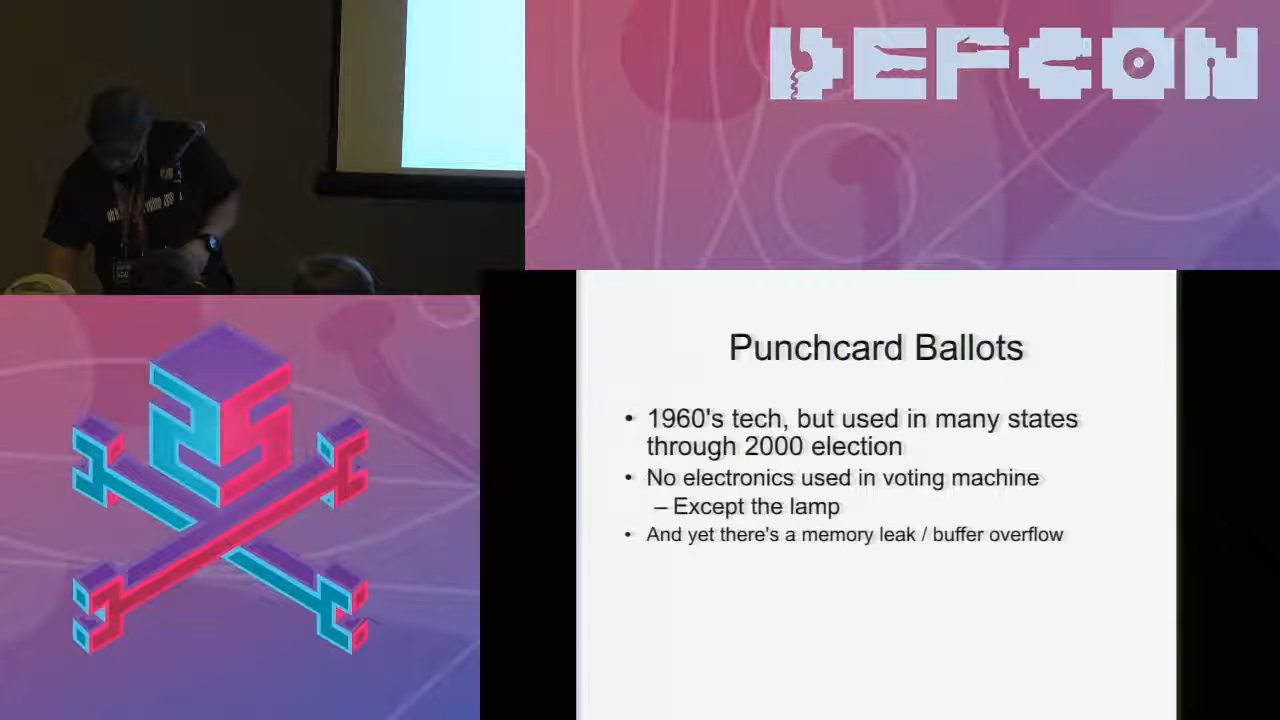 DEFCON
Punchcard Ballots
• 1960's tech, but used in many states
through 2000 election
• No electronics used in voting machine
– Except the lamp
• And yet there's a memory leak / buffer overflow
25